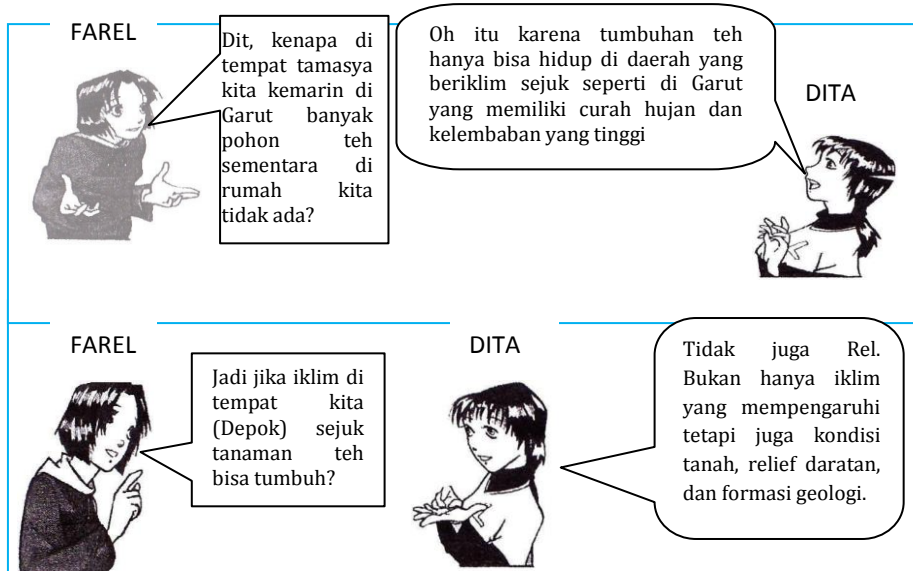 FAREL
Dit, kenapa di
tempat tamasya
kita kemarin di
Garut banyak
pohon teh
sementara di
rumah kita
tidak ada?
Oh itu karena tumbuhan teh
hanya bisa hidup di daerah yang
beriklim sejuk seperti di Garut
yang memiliki curah hujan dan
kelembaban yang tinggi
DITA
FAREL
Jadi jika iklim di
tempat kita
(Depok) sejuk
tanaman teh
bisa tumbuh?
DITA
Tidak juga Rel.
Bukan hanya iklim
yang mempengaruhi
tetapi juga kondisi
tanah, relief daratan,
dan formasi geologi.